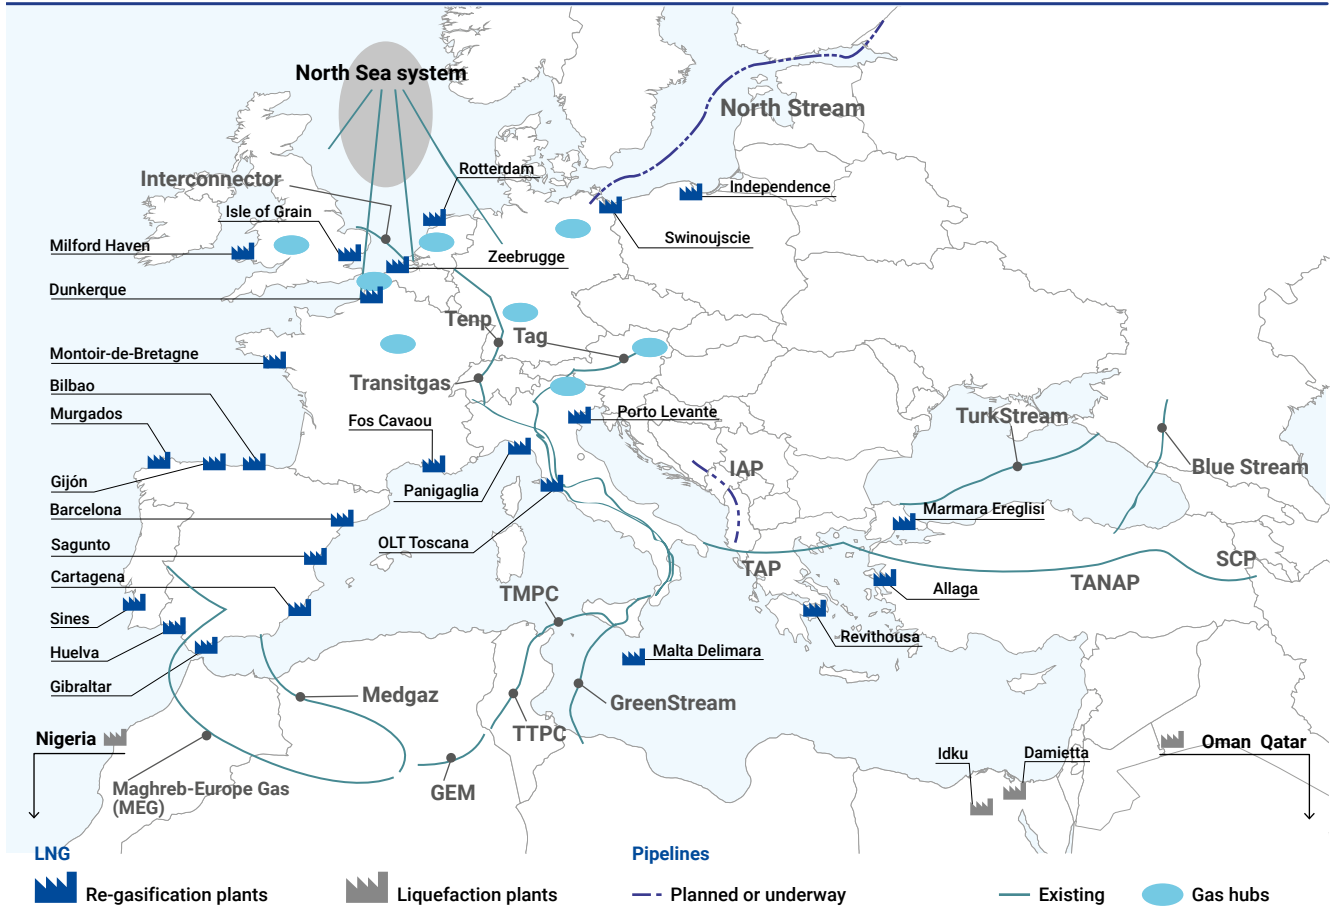 North Sea system
North Stream
Rotterdam
Interconnector
Independence
Isle of Grain
Swinoujscie
Milford Haven
Zeebrugge
Dunkerque
Tenp
Tag
Montoir-de-Bretagne
Transitgas
Bilbao
Murgados
Fos Cavaou
Porto Levante
TurkStream
IAP
Blue Stream
Gijón
Panigaglia
Barcelona
Marmara Ereglisi
OLT Toscana
Sagunto
SCP
TAP
Cartagena
TANAP
Allaga
TMPC
Sines
Revithousa
Huelva
Malta Delimara
Gibraltar
Medgaz
GreenStream
TTPC
Nigeria
Oman Qatar
Idku
Damietta
Maghreb-Europe Gas
(MEG)
GEM
LNG
Pipelines
Re-gasification plants
Liquefaction plants
Planned or underway
Existing
Gas hubs